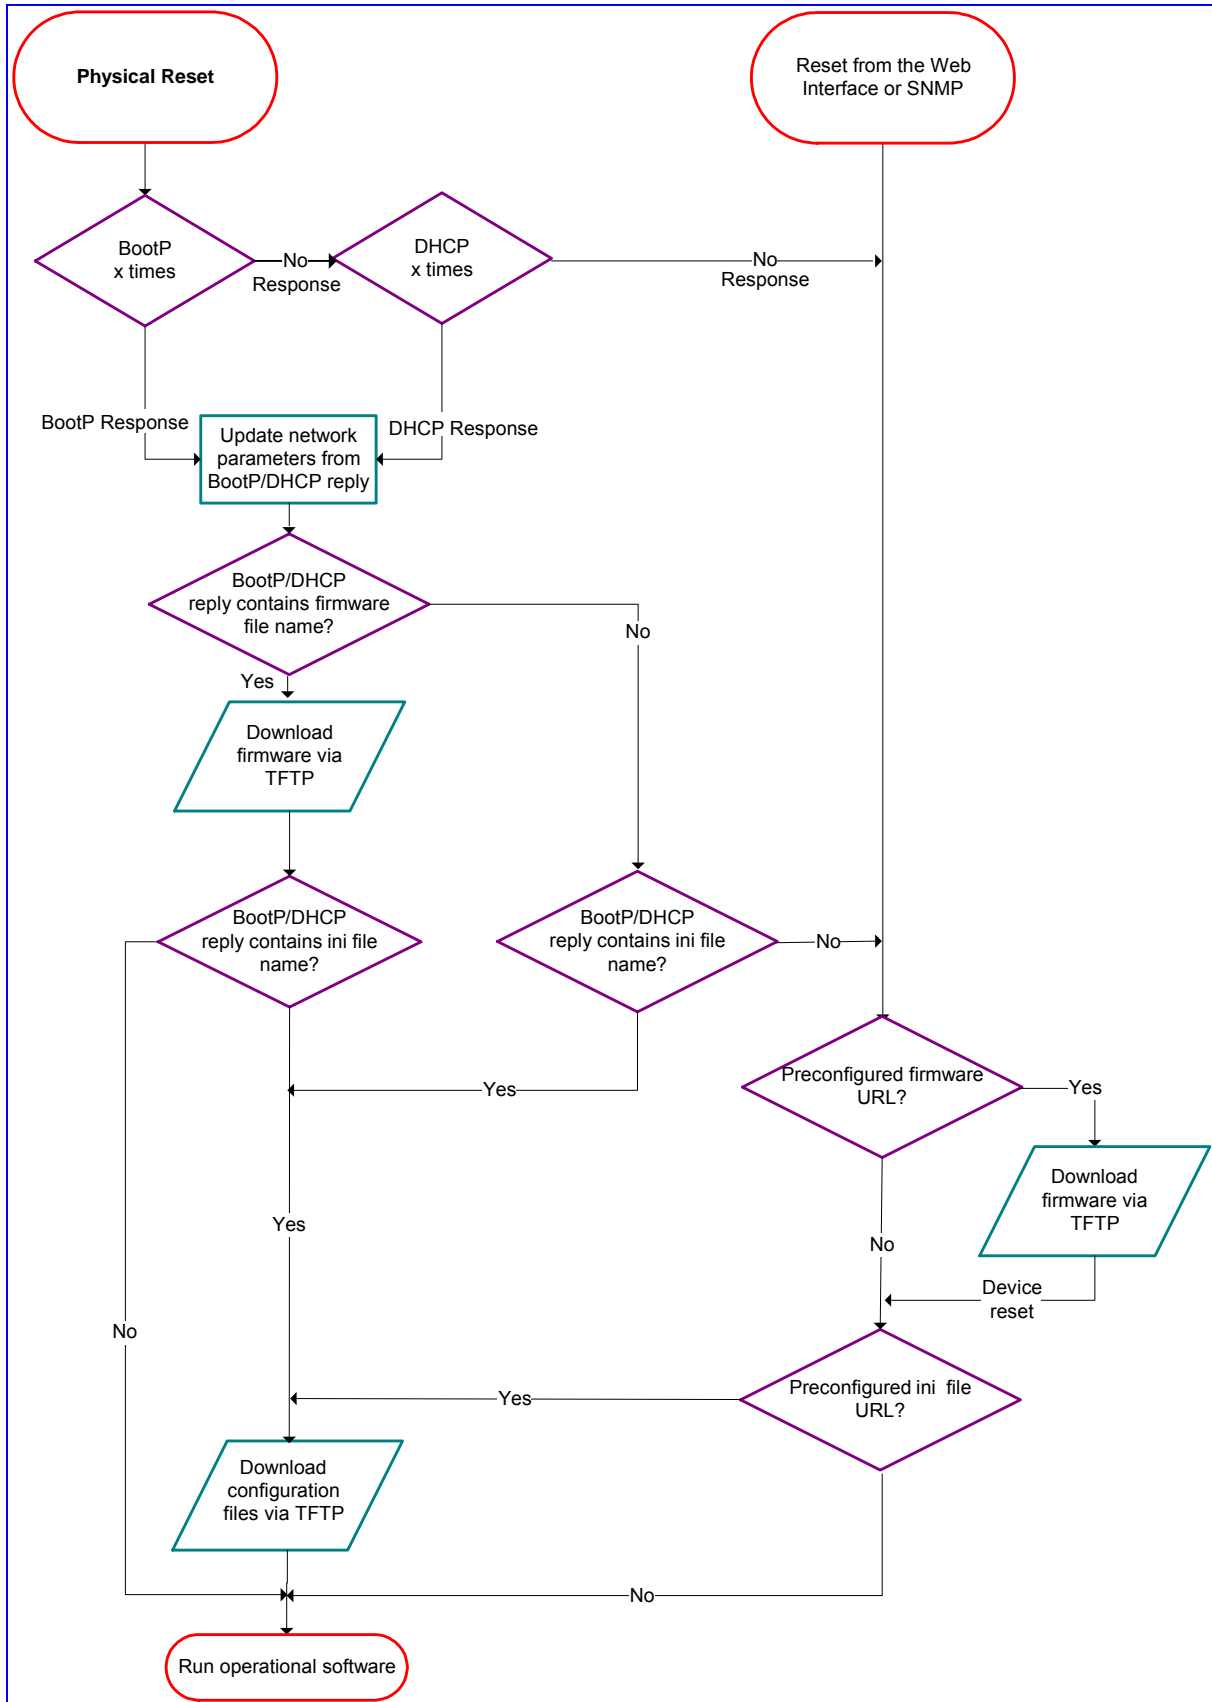 Physical Reset
Reset from the Web
Interface or SNMP
BootP
x times
No
Response
DHCP
x times
No
Response
BootP Response
Update network
parameters from
BootP/DHCP reply
DHCP Response
BootP/DHCP
reply contains firmware
file name?
No
Yes
Download
firmware via
TFTP
BootP/DHCP
reply contains ini file
name?
BootP/DHCP
reply contains ini file
name?
No
Yes
Preconfigured firmware
URL?
Yes
Download
firmware via
TFTP
Yes
No
Device
reset
No
Preconfigured ini  file
URL?
Yes
Download
configuration
files via TFTP
No
Run operational software